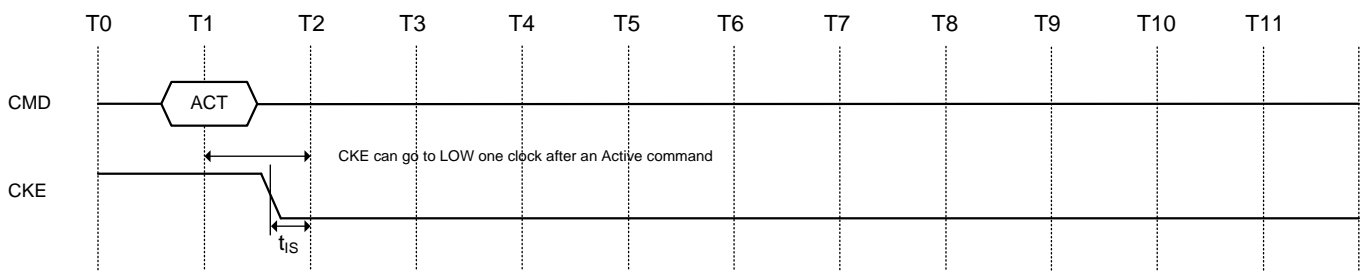 T0 T1 T2 T3 T4 T5 T6 T7 T8 T9 T10 T11
CMD ACT
CKE can go to LOW one clock after an Active command
CKE
tIS